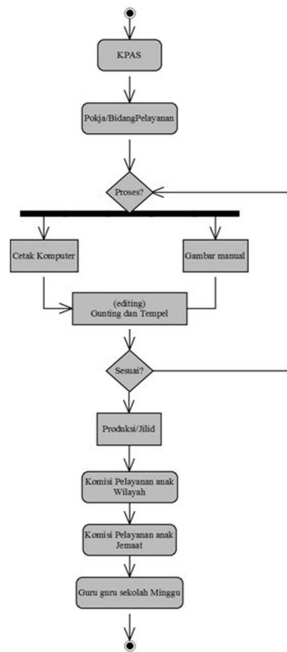 KPAS
Pokja/BidangPelayanan
Proses?
Cetak Komputer
Gambar manual
(editing)
Gunting dan Tempel
Sesuai?
Produksi/Jilid
Komisi Pelayanan anak
Wilayah
Komisi Pelayanan anak
Jemaat
Guru guru sekolah Minggu